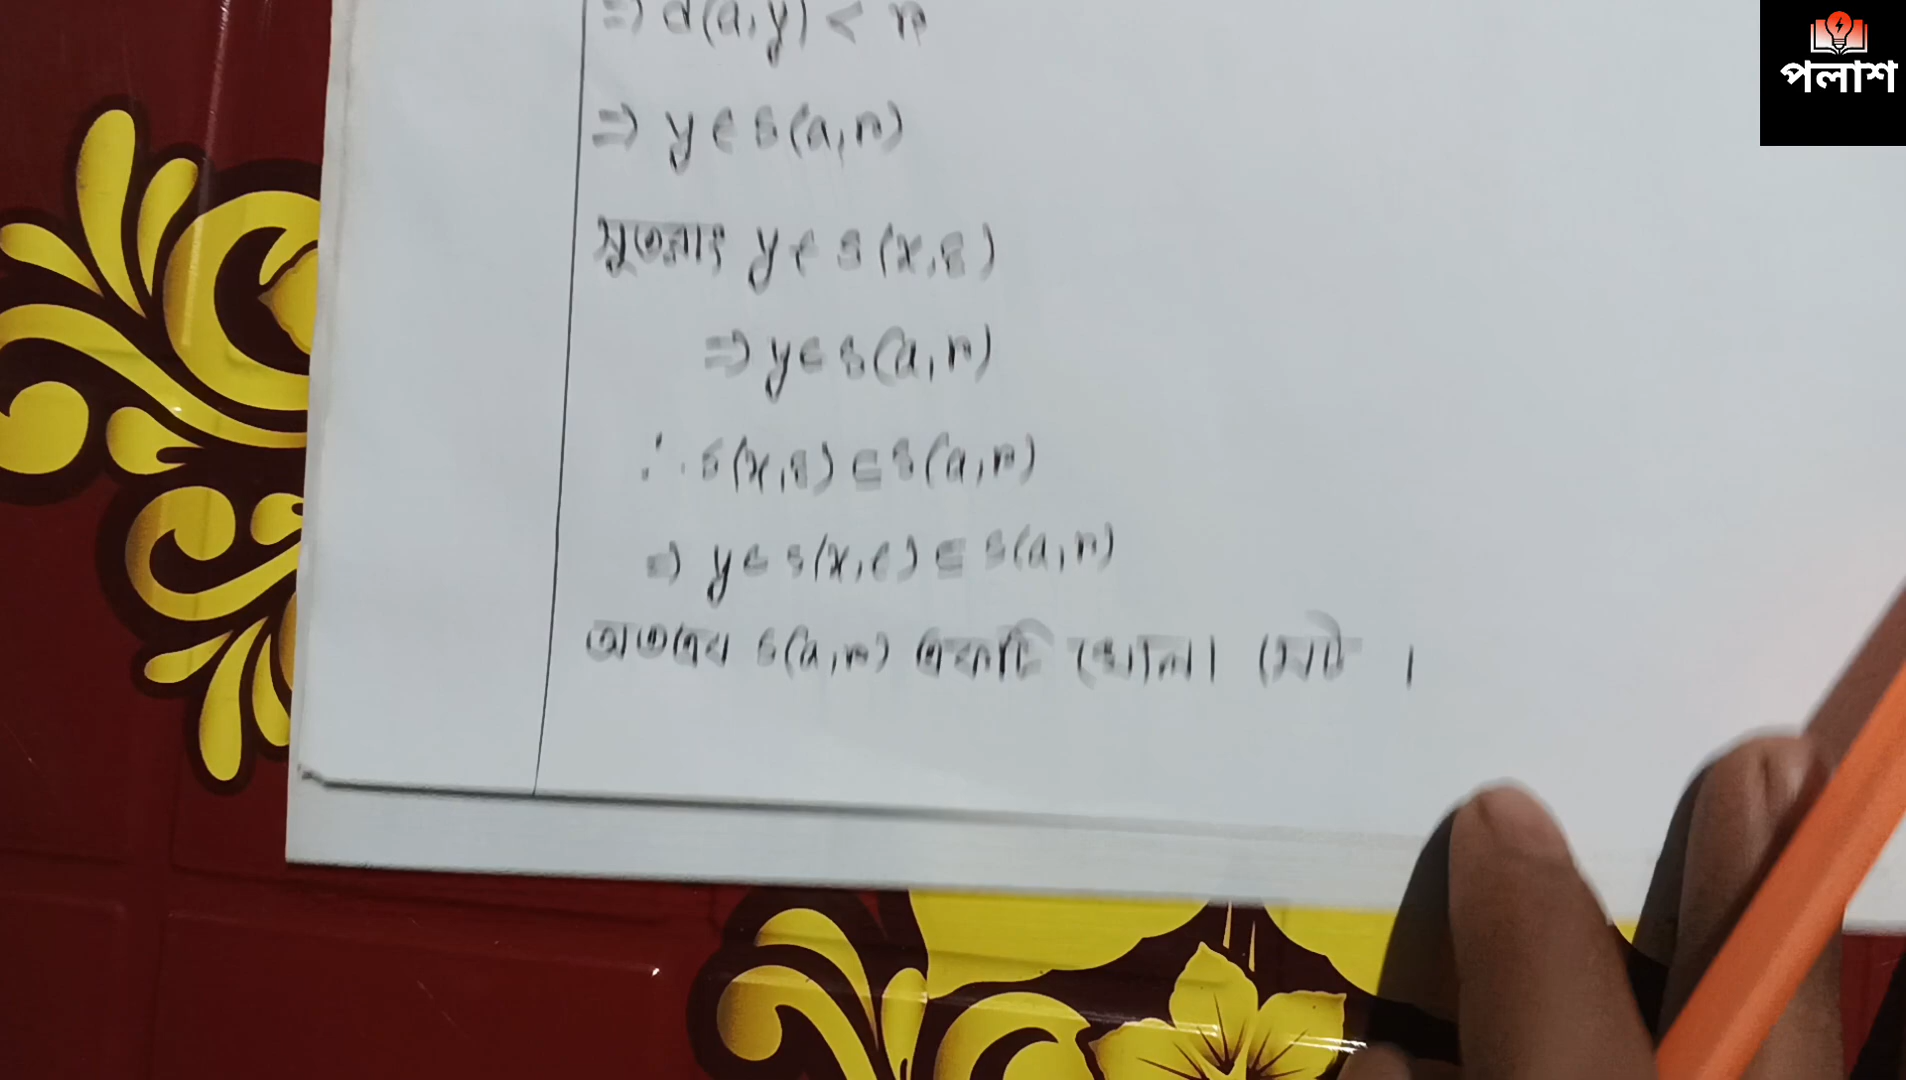 পলাশ
⇒ d(a,y) < r
⇒ y ∈ S(a,r)
সুতরাং y ∈ S(x,ε)
⇒ y ∈ S(a,r)
∴ S(x,ε) ⊆ S(a,r)
⇒ y ∈ S(x,ε) ⊆ S(a,r)
অতএব S(a,r) একটি খোলা সেট ।